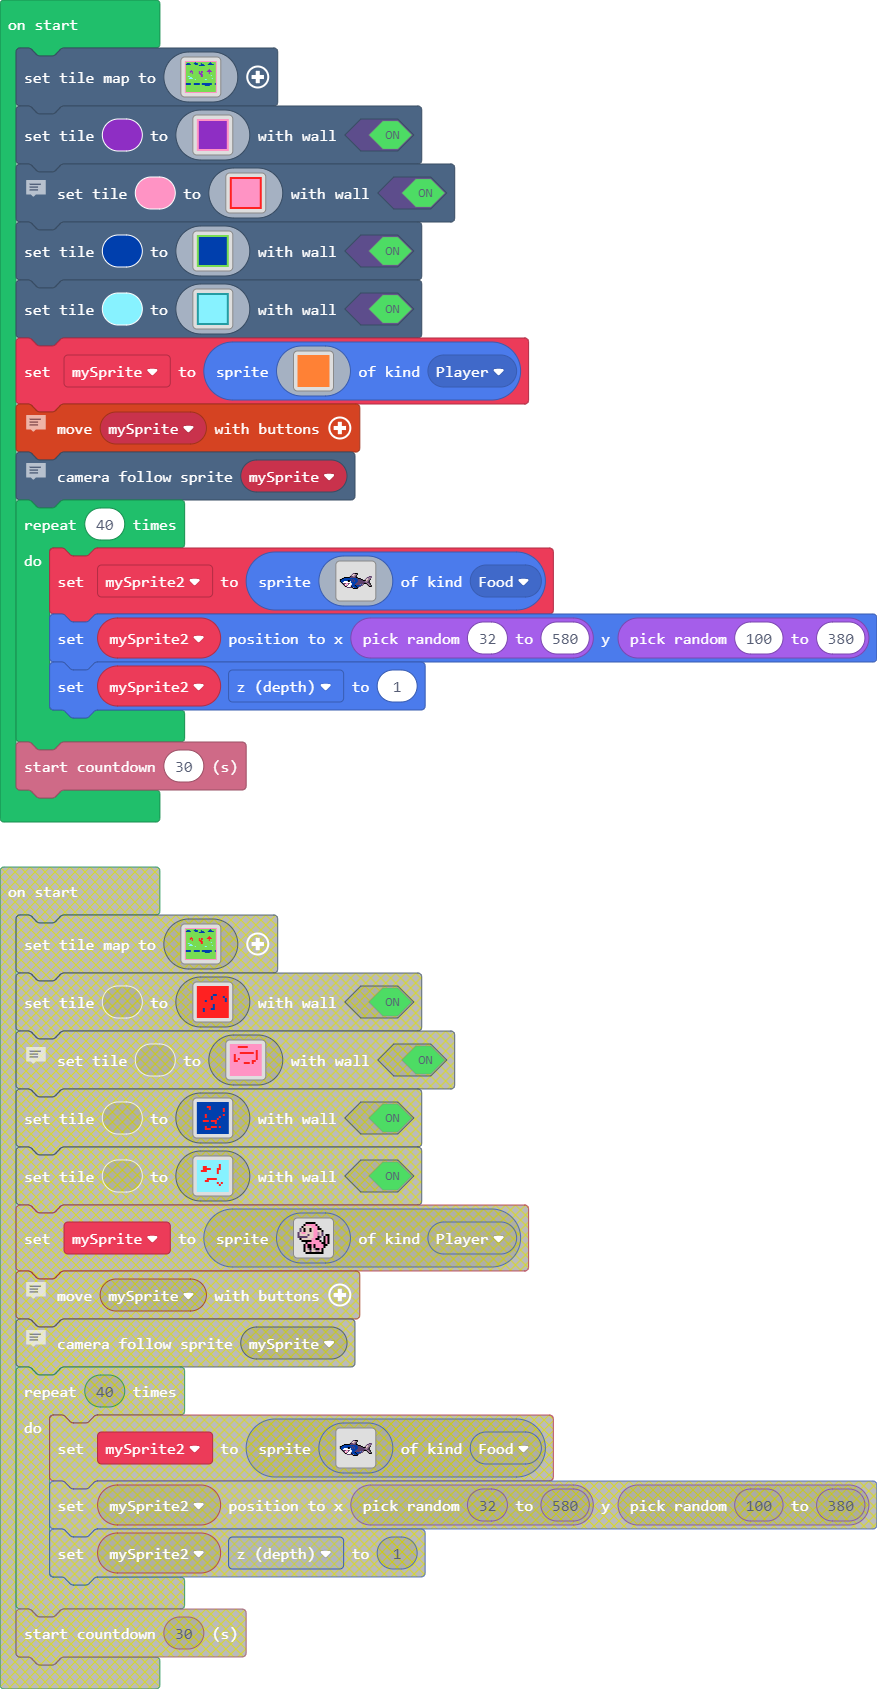 on start
set tile map to
set tile to with wall ON
set tile to with wall ON
set tile to with wall ON
set tile to with wall ON
set mySprite to sprite of kind Player
move mySprite with buttons
camera follow sprite mySprite
repeat 40 times
do
set mySprite2 to sprite of kind Food
set mySprite2 position to x pick random 32 to 580 y pick random 100 to 380
set mySprite2 z (depth) to 1
start countdown 30 (s)
on start
set tile map to
set tile to with wall ON
set tile to with wall ON
set tile to with wall ON
set tile to with wall ON
set mySprite to sprite of kind Player
move mySprite with buttons
camera follow sprite mySprite
repeat 40 times
do
set mySprite2 to sprite of kind Food
set mySprite2 position to x pick random 32 to 580 y pick random 100 to 380
set mySprite2 z (depth) to 1
start countdown 30 (s)